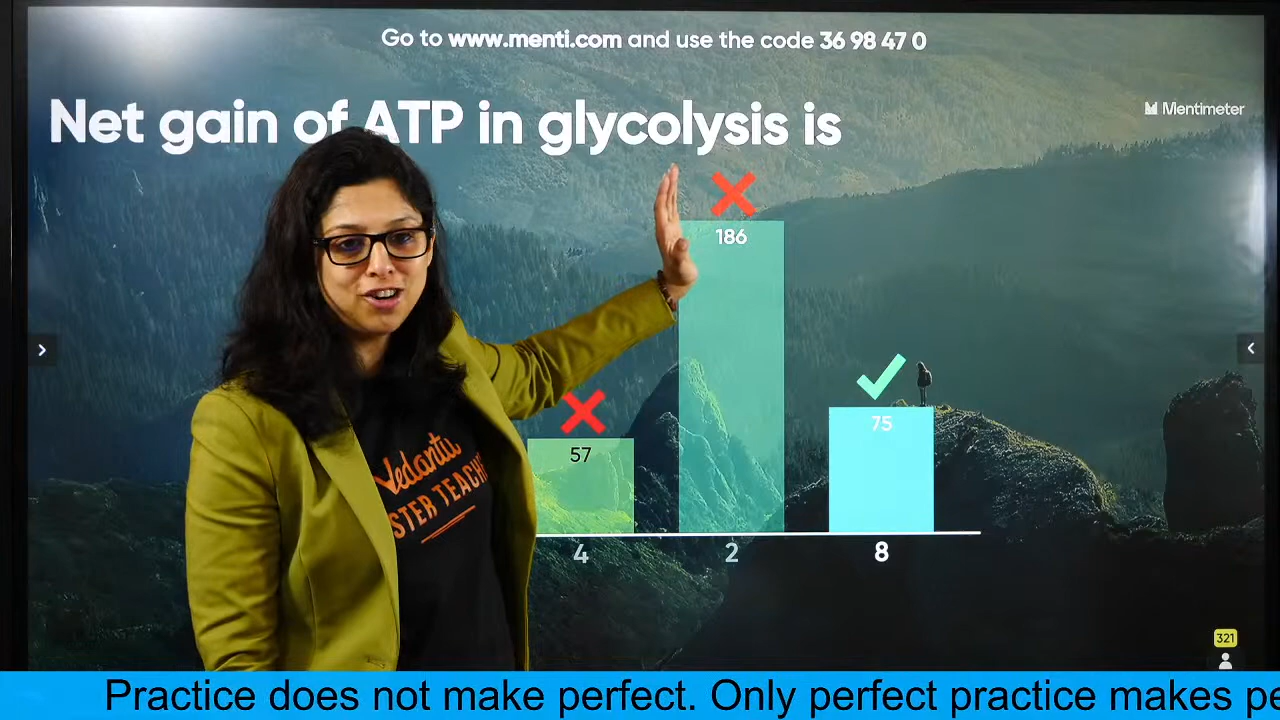 Go to www.menti.com and use the code 36 98 47 0
Net gain of ATP in glycolysis is
Mentimeter
186
57
75
4
2
8
Vedantu
TEACHE
321
Practice does not make perfect. Only perfect practice makes pe